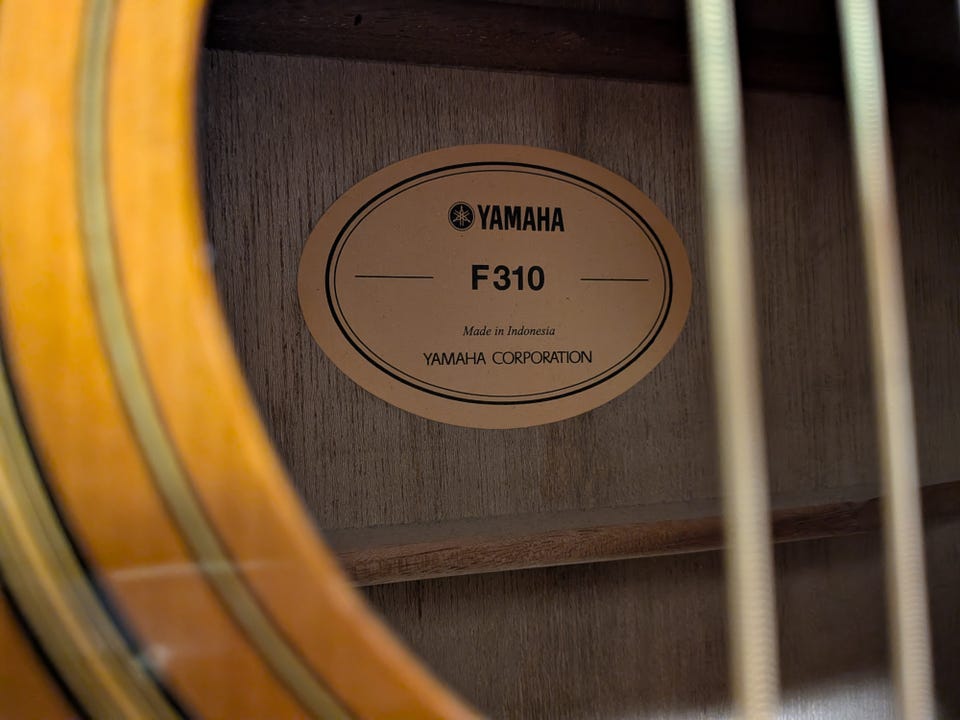 YAMAHA
F310
Made in Indonesia
YAMAHA CORPORATION